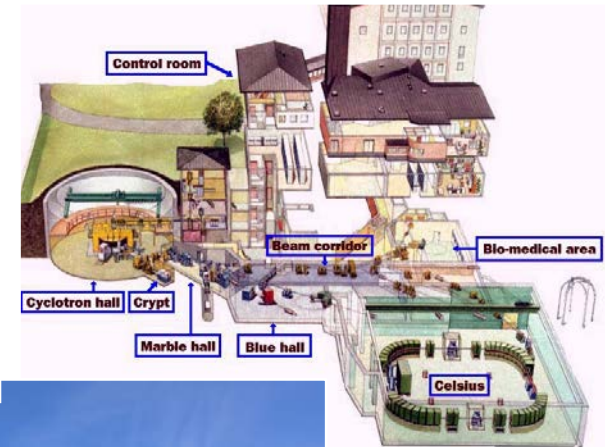 Control room
Beam corridor
Bio-medical area
Cyclotron hall
Crypt
Marble hall
Blue hall
Celsius